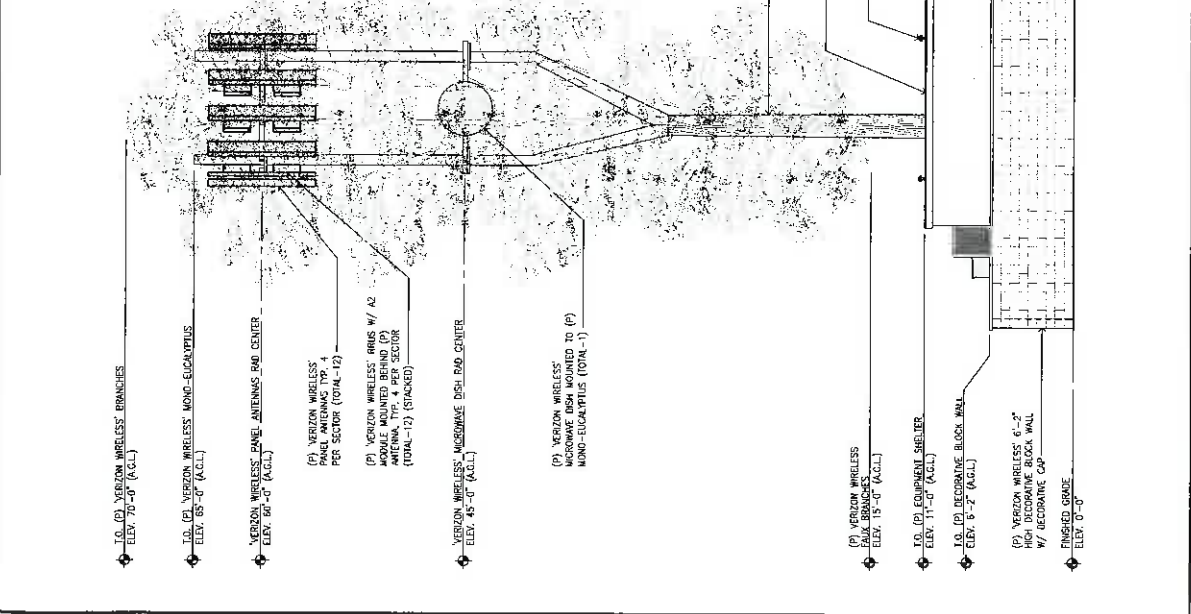 T.O. (P) VERIZON WIRELESS' BRANCHES
ELEV. 70'-0" (A.G.L.)
T.O. (P) VERIZON WIRELESS' MONO-EUCALYPTUS
ELEV. 65'-0" (A.G.L.)
VERIZON WIRELESS' PANEL ANTENNAS RAD CENTER
ELEV. 60'-0" (A.G.L.)
(P) VERIZON WIRELESS'
PANEL ANTENNAS TYP. 4
PER SECTOR (TOTAL-12)
(P) VERIZON WIRELESS' RRUS W/ A2
MODULE MOUNTED BEHIND (P)
ANTENNA, TYP. 4 PER SECTOR
(TOTAL-12) (STACKED)
VERIZON WIRELESS' MICROWAVE DISH RAD CENTER
ELEV. 45'-0" (A.G.L.)
(P) VERIZON WIRELESS'
MICROWAVE DISH MOUNTED TO (P)
MONO-EUCALYPTUS (TOTAL-1)
(P) VERIZON WIRELESS
FAUX BRANCHES
ELEV. 15'-0" (A.G.L.)
T.O. (P) EQUIPMENT SHELTER
ELEV. 11'-0" (A.G.L.)
T.O. (P) DECORATIVE BLOCK WALL
ELEV. 6'-2" (A.G.L.)
(P) VERIZON WIRELESS' 6'-2"
HIGH DECORATIVE BLOCK WALL
W/ DECORATIVE CAP
FINISHED GRADE
ELEV. 0'-0"